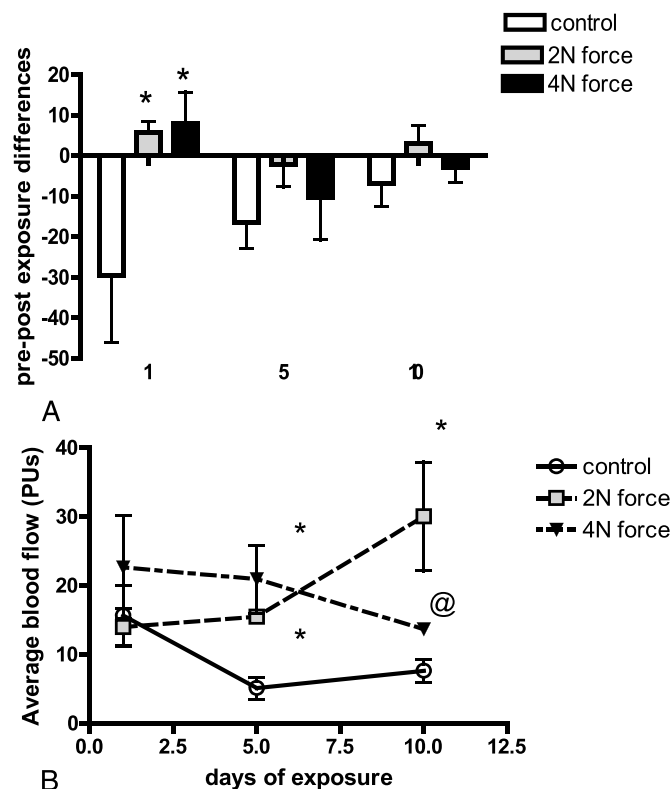 control
2N force
4N force
pre-post exposure differences
20
10
0
-10
-20
-30
-40
-50
* *
1 5 10
A
Average blood flow (PUs)
40
30
20
10
0
*
*
*
@
control
2N force
4N force
0.0 2.5 5.0 7.5 10.0 12.5
days of exposure
B